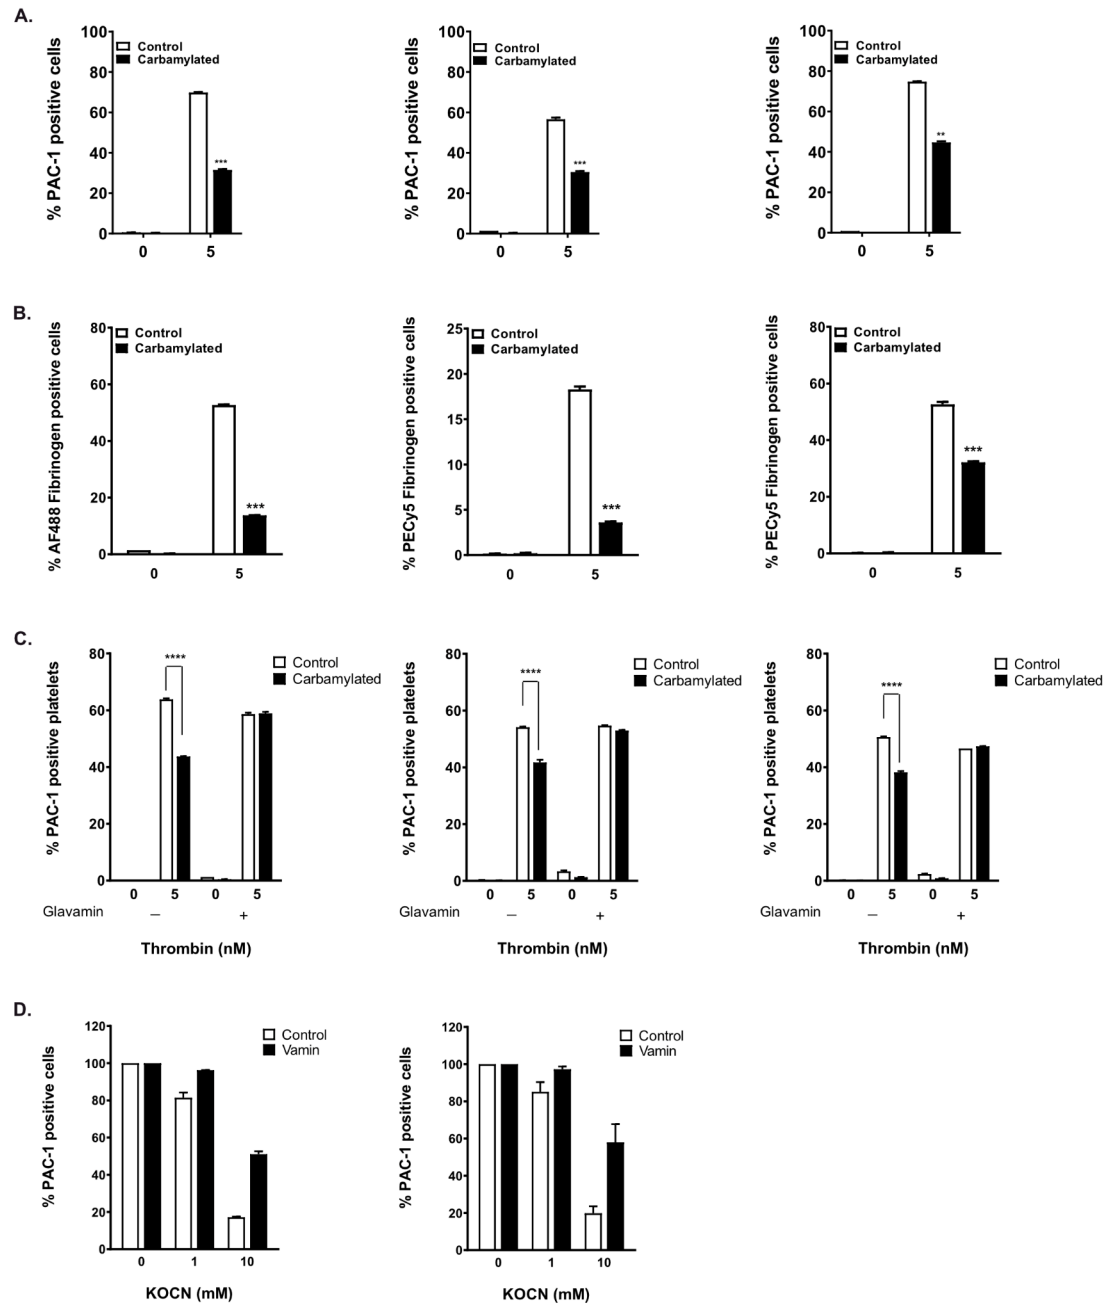 A.
% PAC-1 positive cells
100
80
60
40
20
0
Control
Carbamylated
***
0 5
% PAC-1 positive cells
100
80
60
40
20
0
Control
Carbamylated
***
0 5
% PAC-1 positive cells
100
80
60
40
20
0
Control
Carbamylated
**
0 5
B.
% AF488 Fibrinogen positive cells
80
60
40
20
0
Control
Carbamylated
***
0 5
% PECy5 Fibrinogen positive cells
25
20
15
10
5
0
Control
Carbamylated
***
0 5
% PECy5 Fibrinogen positive cells
80
60
40
20
0
Control
Carbamylated
***
0 5
C.
% PAC-1 positive platelets
80
60
40
20
0
****
Control
Carbamylated
0 5 0 5
Glavamin – +
Thrombin (nM)
% PAC-1 positive platelets
80
60
40
20
0
****
Control
Carbamylated
0 5 0 5
Glavamin – +
Thrombin (nM)
% PAC-1 positive platelets
80
60
40
20
0
****
Control
Carbamylated
0 5 0 5
Glavamin – +
Thrombin (nM)
D.
% PAC-1 positive cells
120
100
80
60
40
20
0
Control
Vamin
0 1 10
KOCN (mM)
% PAC-1 positive cells
120
100
80
60
40
20
0
Control
Vamin
0 1 10
KOCN (mM)